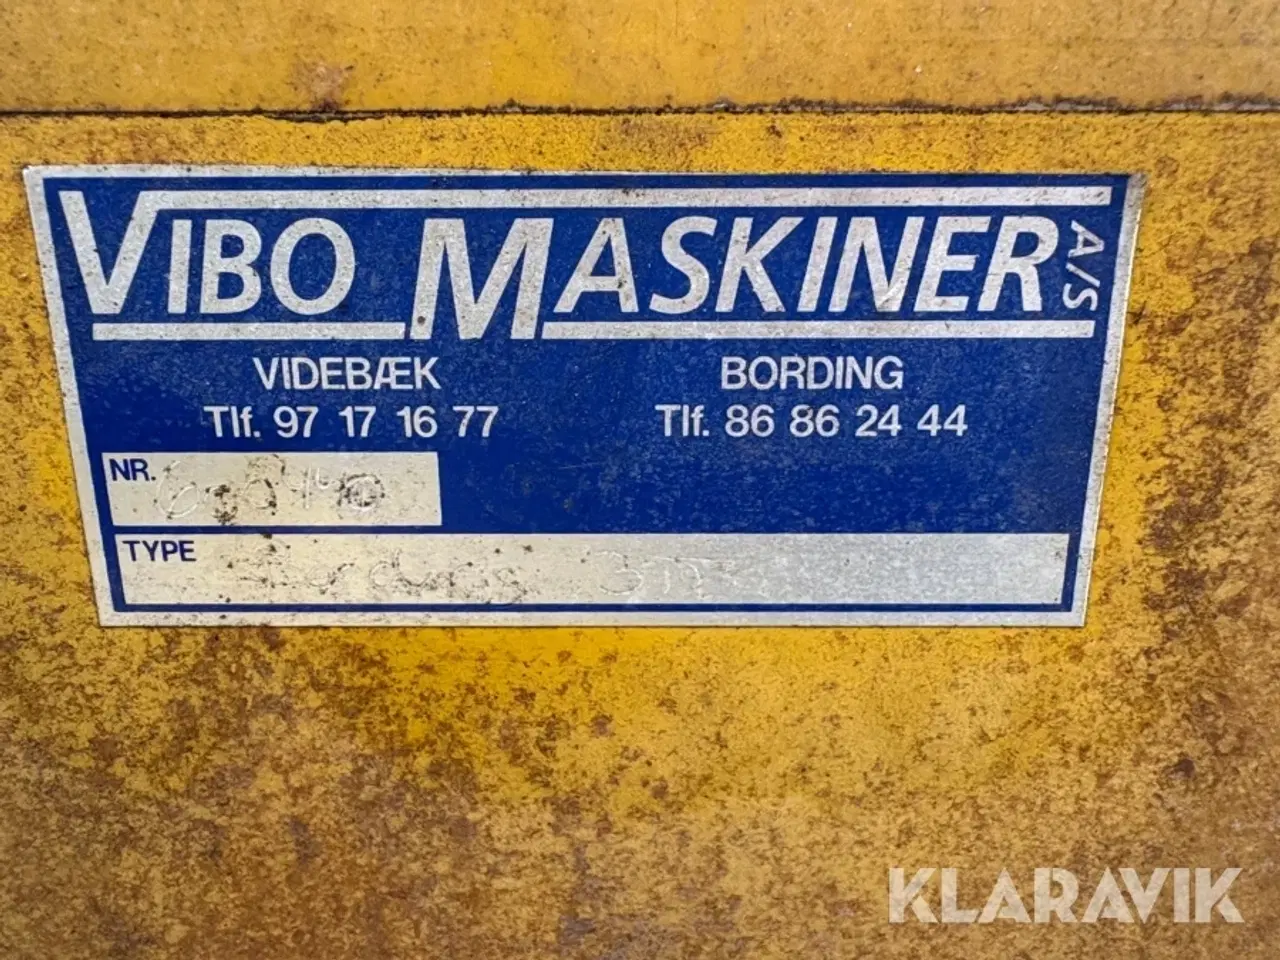 VIBO MASKINER A/S
VIDEBÆK
BORDING
Tlf. 97 17 16 77
Tlf. 86 86 24 44
NR.
TYPE
KLARAVIK